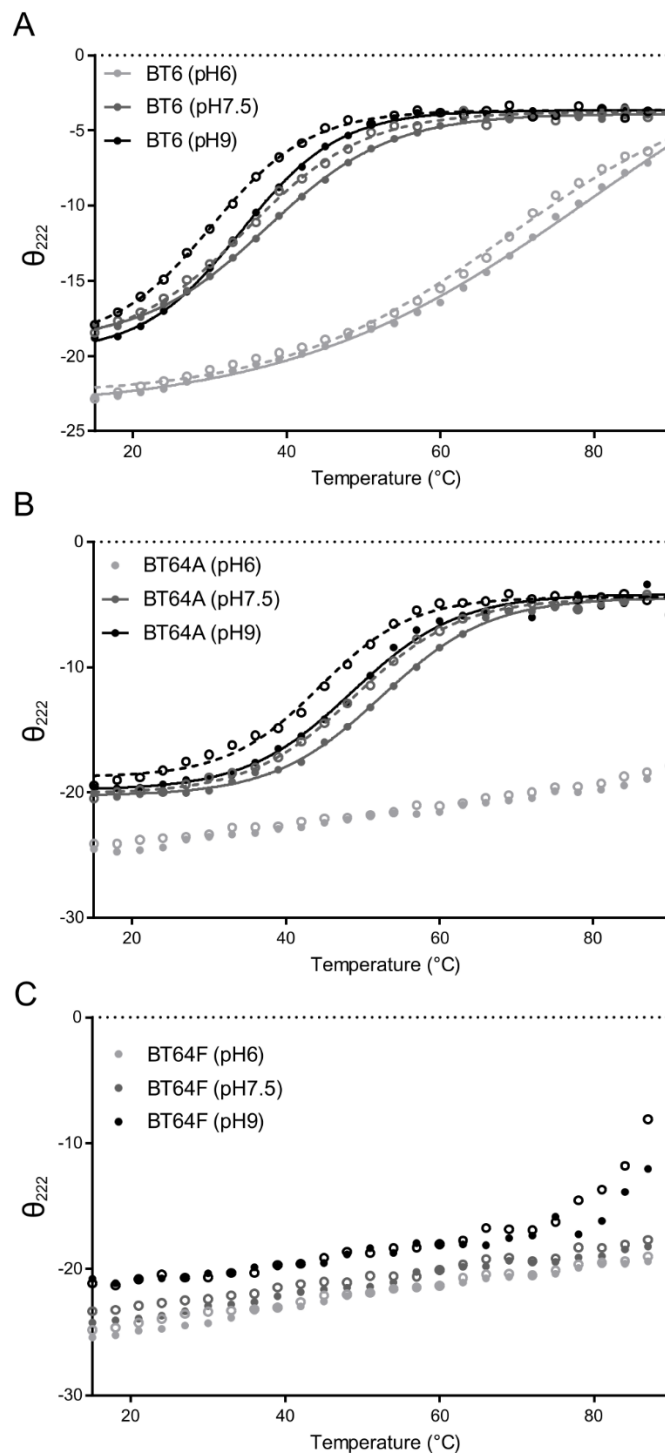 A
0
BT6 (pH6)
BT6 (pH7.5)
BT6 (pH9)
-5
-10
θ222
-15
-20
-25
20 40 60 80
Temperature (°C)
B
0
BT64A (pH6)
BT64A (pH7.5)
BT64A (pH9)
-10
θ222
-20
-30
20 40 60 80
Temperature (°C)
C
0
BT64F (pH6)
BT64F (pH7.5)
BT64F (pH9)
-10
θ222
-20
-30
20 40 60 80
Temperature (°C)